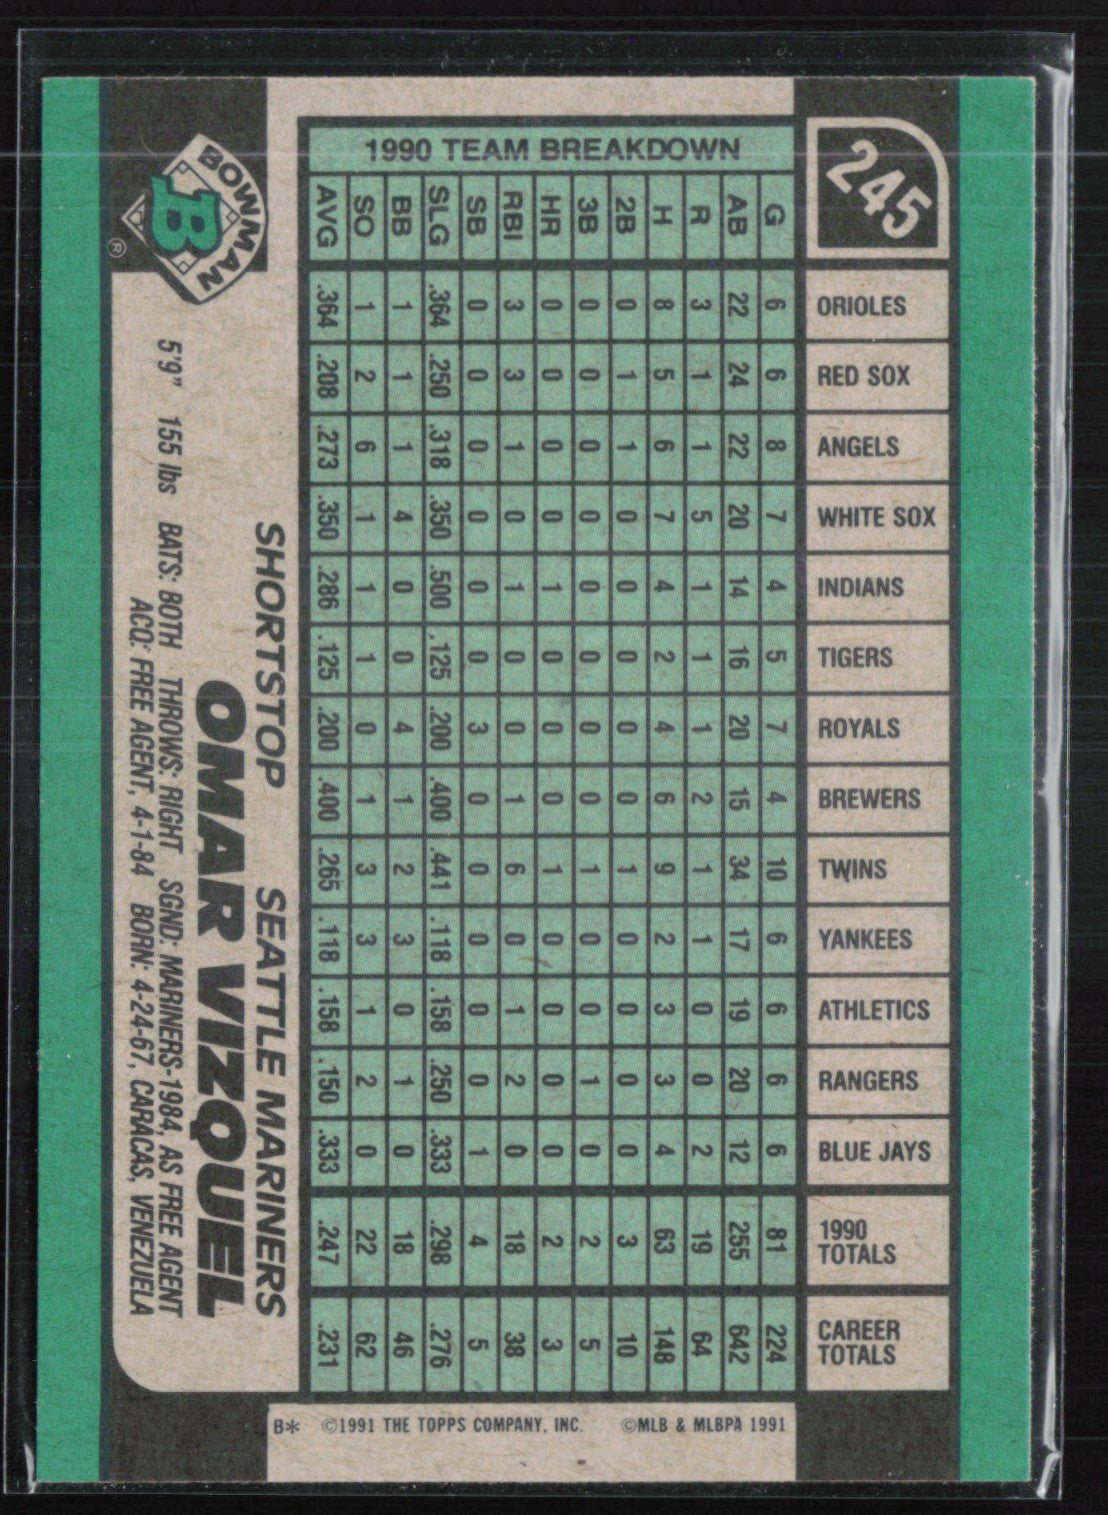 245
1990 TEAM BREAKDOWN
G AB R H 2B 3B HR RBI SB SLG BB SO AVG
ORIOLES 6 22 3 8 0 0 0 3 0 .364 1 1 .364
RED SOX 6 24 1 5 1 0 0 3 0 .250 1 2 .208
ANGELS 8 22 1 6 1 0 0 1 0 .318 1 6 .273
WHITE SOX 7 20 5 7 0 0 0 0 0 .350 4 1 .350
INDIANS 4 14 1 4 0 0 1 1 0 .500 0 1 .286
TIGERS 5 16 1 2 0 0 0 0 0 .125 0 1 .125
ROYALS 7 20 1 4 0 0 0 0 3 .200 4 0 .200
BREWERS 4 15 2 6 0 0 0 1 0 .400 1 1 .400
TWINS 10 34 1 9 1 1 1 6 0 .441 2 3 .265
YANKEES 6 17 1 2 0 0 0 0 0 .118 3 3 .118
ATHLETICS 6 19 0 3 0 0 0 1 0 .158 0 1 .158
RANGERS 6 20 0 3 0 1 0 2 0 .250 1 2 .150
BLUE JAYS 6 12 2 4 0 0 0 0 1 .333 0 0 .333
1990
TOTALS 81 255 19 63 3 2 2 18 4 .298 18 22 .247
CAREER
TOTALS 224 642 64 148 10 5 3 38 5 .276 46 62 .231
SHORTSTOP SEATTLE MARINERS
OMAR VIZQUEL
5'9" 155 lbs BATS: BOTH THROWS: RIGHT SGND: MARINERS-1984, AS FREE AGENT
ACQ: FREE AGENT, 4-1-84 BORN: 4-24-67, CARACAS, VENEZUELA
BOWMAN
B
®
B* ©1991 THE TOPPS COMPANY, INC. ©MLB & MLBPA 1991